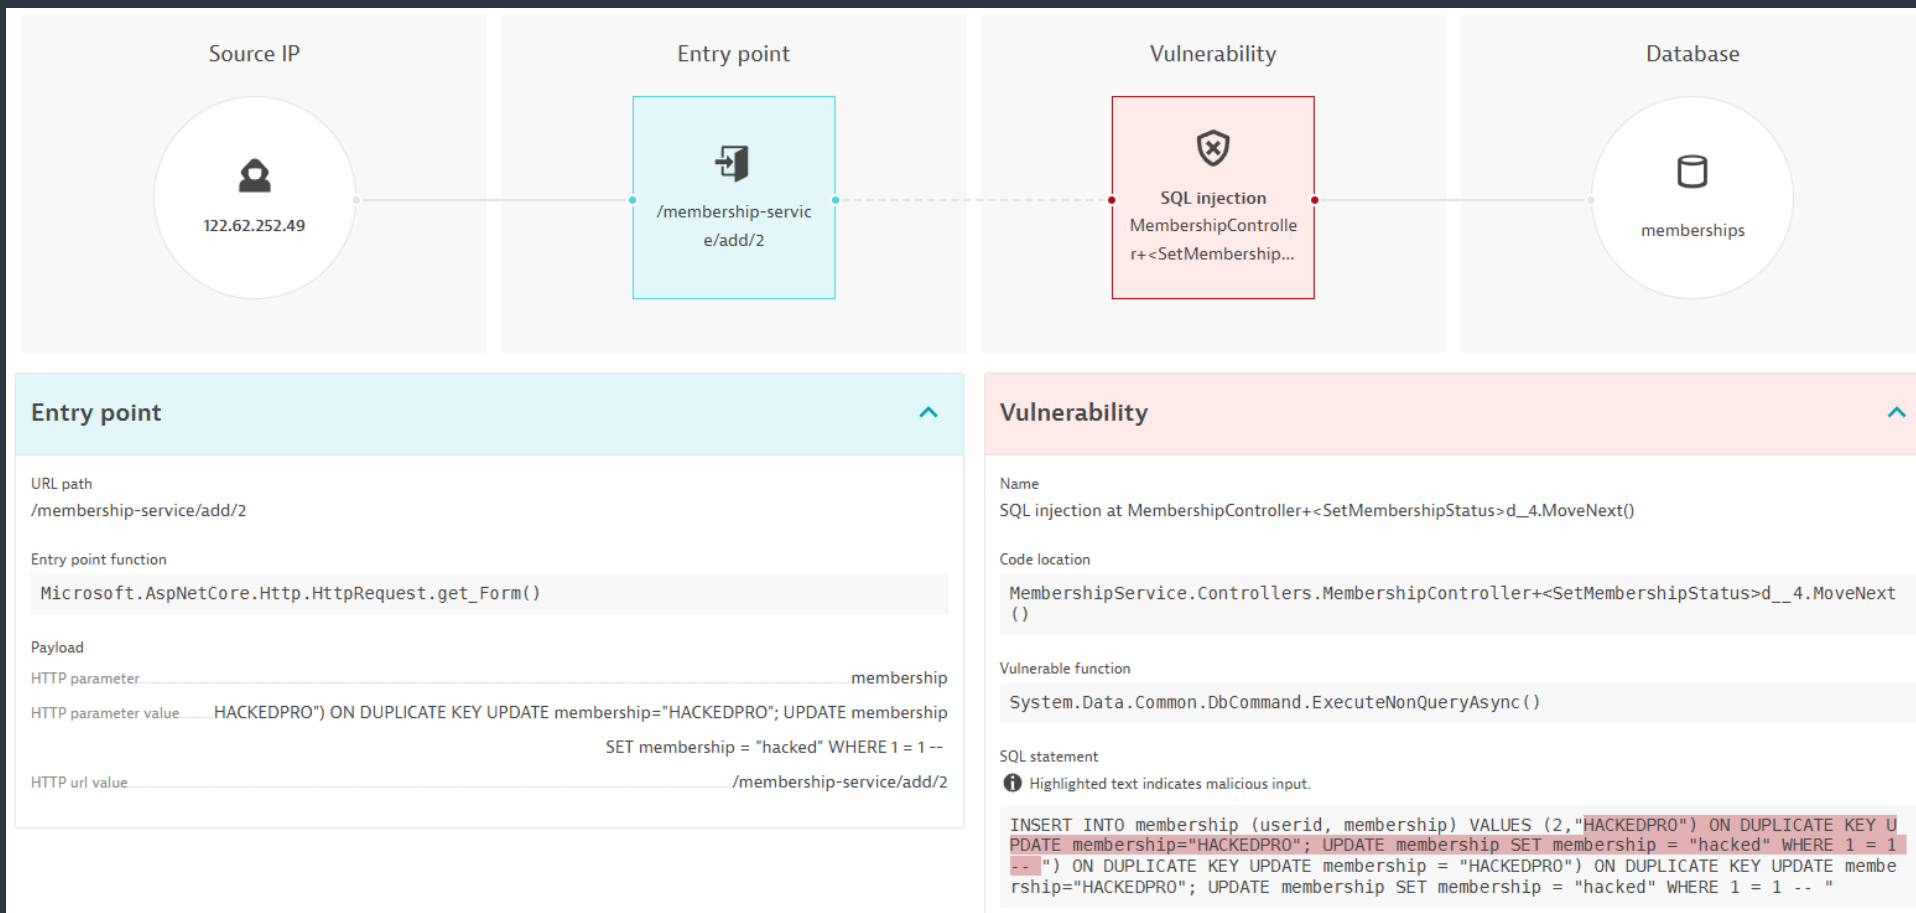 Source IP
Entry point
Vulnerability
Database
122.62.252.49
/membership-servic
e/add/2
SQL injection
MembershipControlle
r+<SetMembership...
memberships
Entry point
URL path
/membership-service/add/2
Entry point function
Microsoft.AspNetCore.Http.HttpRequest.get_Form()
Payload
HTTP parameter membership
HTTP parameter value HACKEDPRO") ON DUPLICATE KEY UPDATE membership="HACKEDPRO"; UPDATE membership
SET membership = "hacked" WHERE 1 = 1 --
HTTP url value /membership-service/add/2
Vulnerability
Name
SQL injection at MembershipController+<SetMembershipStatus>d__4.MoveNext()
Code location
MembershipService.Controllers.MembershipController+<SetMembershipStatus>d__4.MoveNext
()
Vulnerable function
System.Data.Common.DbCommand.ExecuteNonQueryAsync()
SQL statement
Highlighted text indicates malicious input.
INSERT INTO membership (userid, membership) VALUES (2,"HACKEDPRO") ON DUPLICATE KEY U
PDATE membership="HACKEDPRO"; UPDATE membership SET membership = "hacked" WHERE 1 = 1
-- ") ON DUPLICATE KEY UPDATE membership = "HACKEDPRO") ON DUPLICATE KEY UPDATE membe
rship="HACKEDPRO"; UPDATE membership SET membership = "hacked" WHERE 1 = 1 -- "